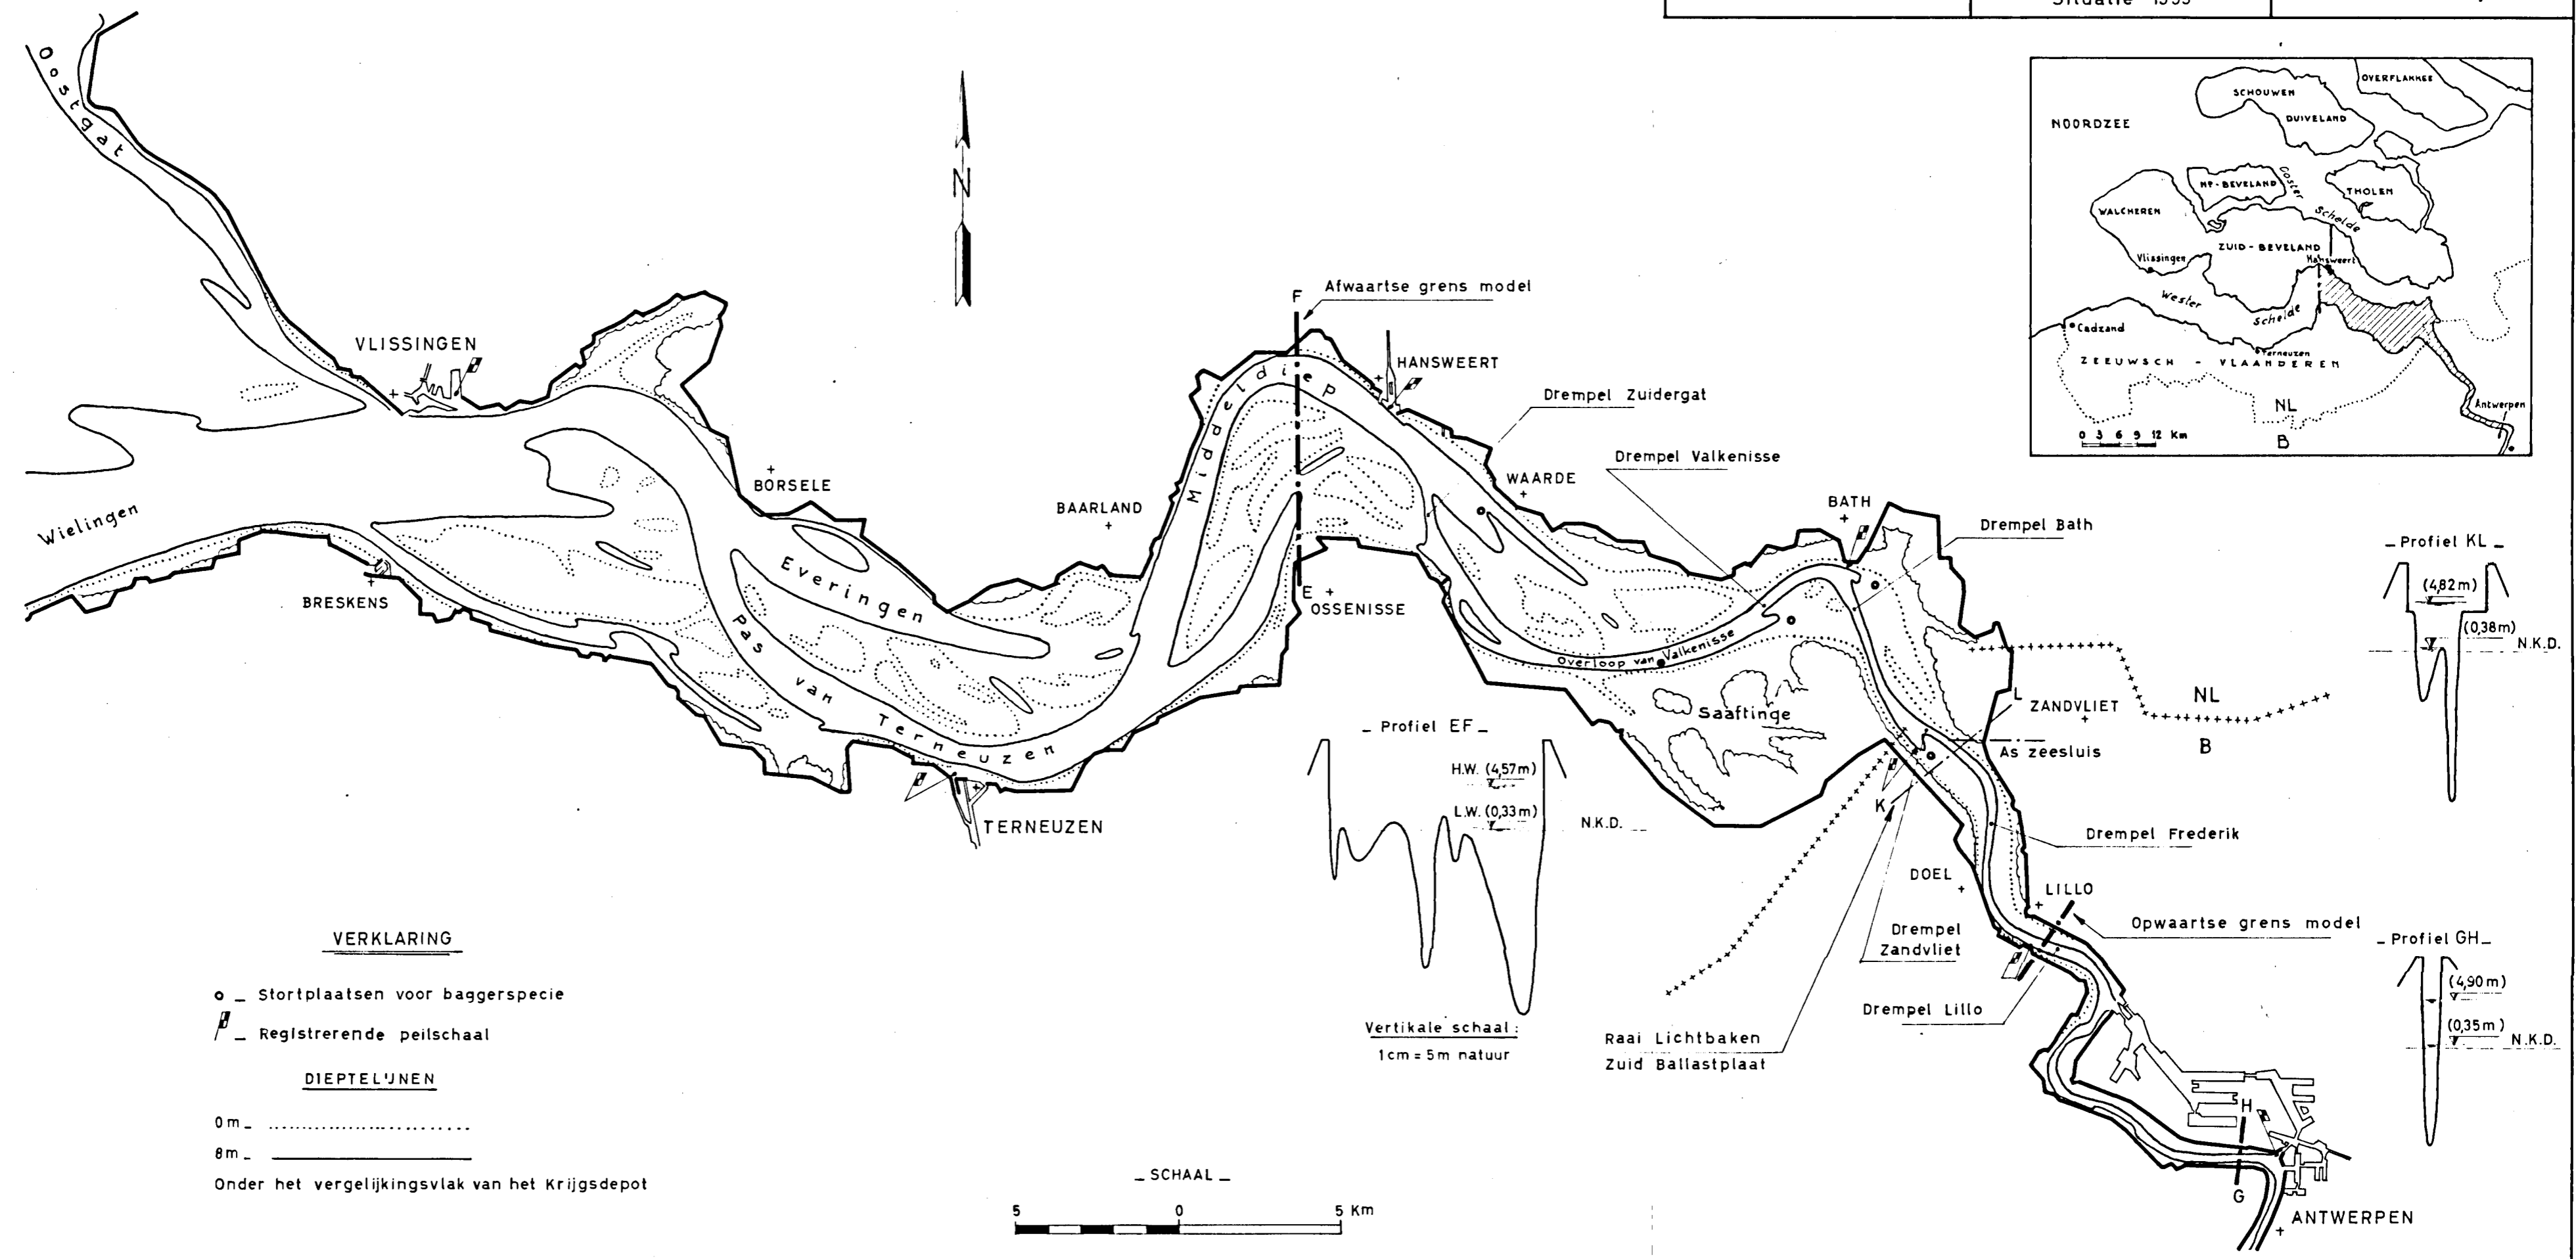 Situatie 1955
Oostgat
N
OVERFLAKKEE
SCHOUWEN
DUIVELAND
NOORDZEE
Nᴅ-BEVELAND
Ooster
Schelde
THOLEN
WALCHEREN
ZUID-BEVELAND
Vlissingen
Hansweert
Wester
Schelde
Cadzand
Terneuzen
ZEEUWSCH - VLAANDEREN
Antwerpen
NL
B
0 3 6 9 12 Km
F
Afwaartse grens model
VLISSINGEN
HANSWEERT
Middeldiep
Drempel Zuidergat
Drempel Valkenisse
BORSELE
BAARLAND
WAARDE
BATH
Drempel Bath
Wielingen
_ Profiel KL _
(4,82m)
(0,38m)
N.K.D.
Everingen
BRESKENS
E
OSSENISSE
Overloop van Valkenisse
Pas van Terneuzen
L
ZANDVLIET
NL
B
Saaftinge
As zeesluis
_ Profiel EF _
H.W. (4,57m)
L.W. (0,33m)
N.K.D.
K
TERNEUZEN
Drempel Frederik
DOEL
LILLO
Drempel
Zandvliet
Opwaartse grens model
_ Profiel GH _
(4,90m)
(0,35m)
N.K.D.
VERKLARING
_ Stortplaatsen voor baggerspecie
_ Registrerende peilschaal
Drempel Lillo
Vertikale schaal:
1cm = 5m natuur
Raai Lichtbaken
Zuid Ballastplaat
DIEPTELIJNEN
0m _
8m _
Onder het vergelijkingsvlak van het Krijgsdepot
H
G
_ SCHAAL _
5 0 5 Km
ANTWERPEN